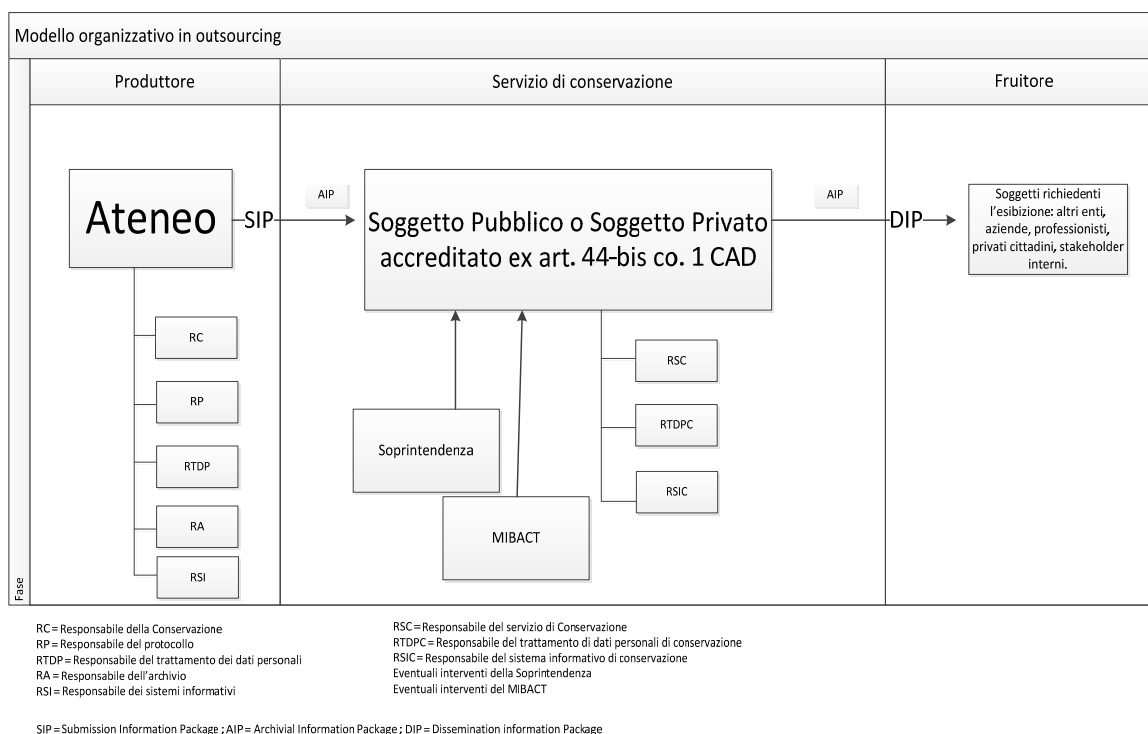 Modello organizzativo in outsourcing
Fase
Produttore
Servizio di conservazione
Fruitore
Ateneo
SIP
AIP
Soggetto Pubblico o Soggetto Privato
accreditato ex art. 44-bis co. 1 CAD
AIP
DIP
Soggetti richiedenti
l'esibizione: altri enti,
aziende, professionisti,
privati cittadini, stakeholder
interni.
RC
RP
RTDP
RA
RSI
Soprintendenza
MIBACT
RSC
RTDPC
RSIC
RC=Responsabile della Conservazione
RP=Responsabile del protocollo
RTDP=Responsabile del trattamento dei dati personali
RA=Responsabile dell'archivio
RSI=Responsabile dei sistemi informativi
RSC=Responsabile del servizio di Conservazione
RTDPC=Responsabile del trattamento di dati personali di conservazione
RSIC=Responsabile del sistema informativo di conservazione
Eventuali interventi della Soprintendenza
Eventuali interventi del MIBACT
SIP=Submission Information Package; AIP= Archivial Information Package; DIP=Dissemination information Package